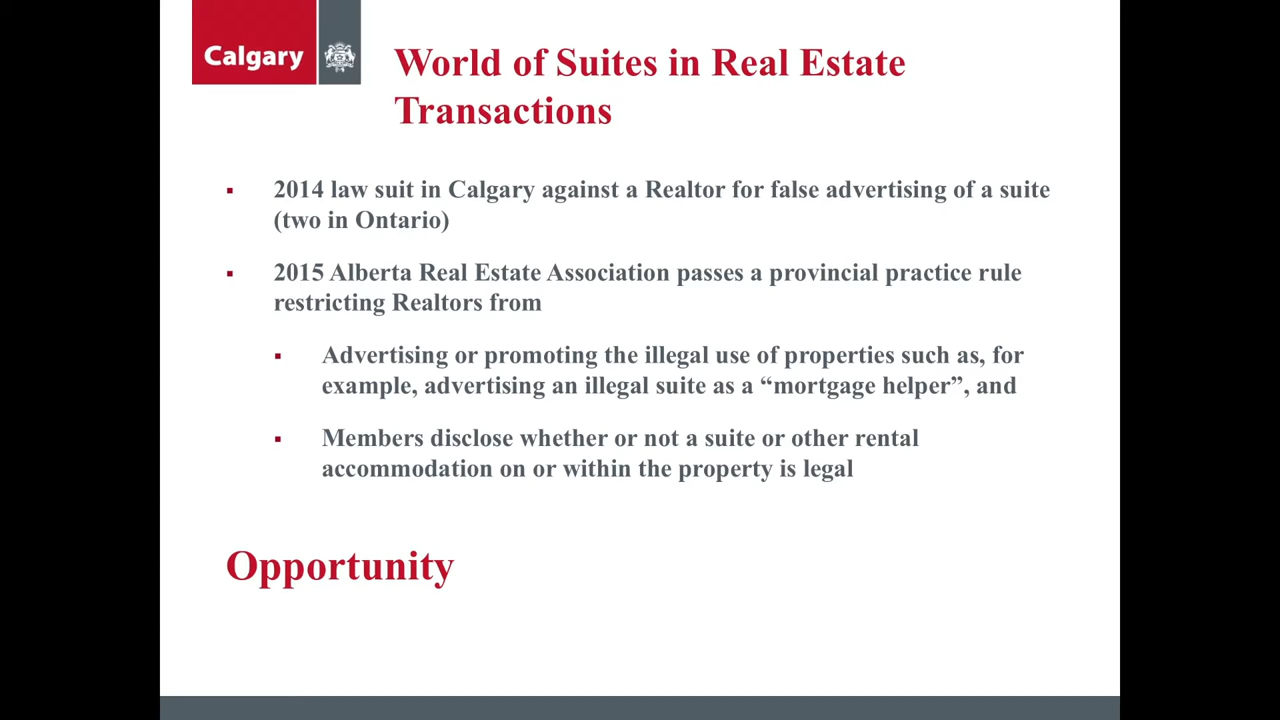 Calgary
World of Suites in Real Estate
Transactions
2014 law suit in Calgary against a Realtor for false advertising of a suite
(two in Ontario)
2015 Alberta Real Estate Association passes a provincial practice rule
restricting Realtors from
Advertising or promoting the illegal use of properties such as, for
example, advertising an illegal suite as a “mortgage helper”, and
Members disclose whether or not a suite or other rental
accommodation on or within the property is legal
Opportunity